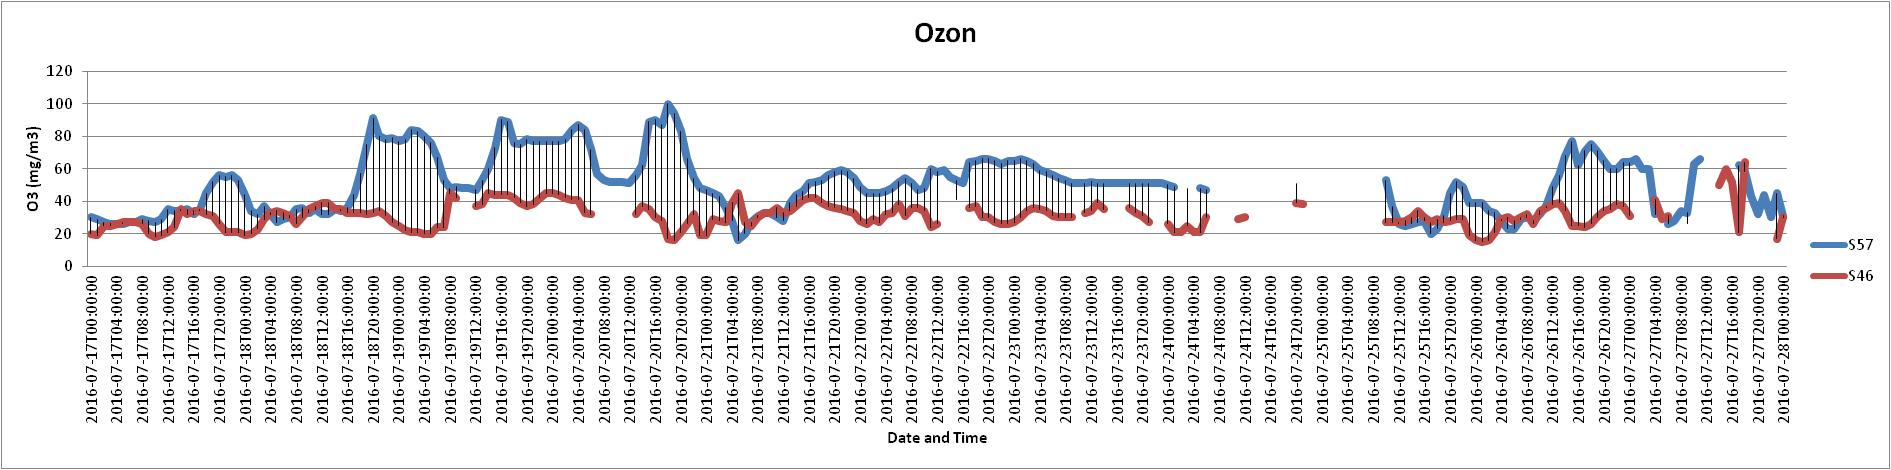 Ozon
O3 (mg/m3)
120
100
80
60
40
20
0
2016-07-17T00:00:00
2016-07-17T04:00:00
2016-07-17T08:00:00
2016-07-17T12:00:00
2016-07-17T16:00:00
2016-07-17T20:00:00
2016-07-18T00:00:00
2016-07-18T04:00:00
2016-07-18T08:00:00
2016-07-18T12:00:00
2016-07-18T16:00:00
2016-07-18T20:00:00
2016-07-19T00:00:00
2016-07-19T04:00:00
2016-07-19T08:00:00
2016-07-19T12:00:00
2016-07-19T16:00:00
2016-07-19T20:00:00
2016-07-20T00:00:00
2016-07-20T04:00:00
2016-07-20T08:00:00
2016-07-20T12:00:00
2016-07-20T16:00:00
2016-07-20T20:00:00
2016-07-21T00:00:00
2016-07-21T04:00:00
2016-07-21T08:00:00
2016-07-21T12:00:00
2016-07-21T16:00:00
2016-07-21T20:00:00
2016-07-22T00:00:00
2016-07-22T04:00:00
2016-07-22T08:00:00
2016-07-22T12:00:00
2016-07-22T16:00:00
2016-07-22T20:00:00
2016-07-23T00:00:00
2016-07-23T04:00:00
2016-07-23T08:00:00
2016-07-23T12:00:00
2016-07-23T16:00:00
2016-07-23T20:00:00
2016-07-24T00:00:00
2016-07-24T04:00:00
2016-07-24T08:00:00
2016-07-24T12:00:00
2016-07-24T16:00:00
2016-07-24T20:00:00
2016-07-25T00:00:00
2016-07-25T04:00:00
2016-07-25T08:00:00
2016-07-25T12:00:00
2016-07-25T16:00:00
2016-07-25T20:00:00
2016-07-26T00:00:00
2016-07-26T04:00:00
2016-07-26T08:00:00
2016-07-26T12:00:00
2016-07-26T16:00:00
2016-07-26T20:00:00
2016-07-27T00:00:00
2016-07-27T04:00:00
2016-07-27T08:00:00
2016-07-27T12:00:00
2016-07-27T16:00:00
2016-07-27T20:00:00
2016-07-28T00:00:00
Date and Time
S57
S46